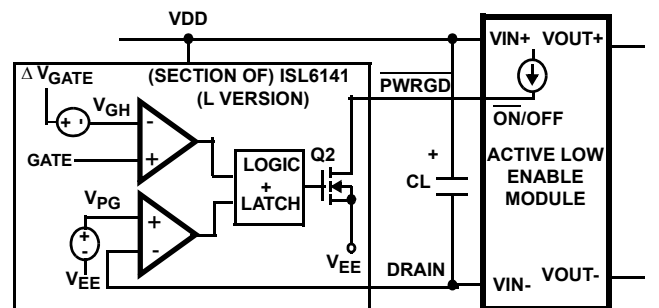 VDD
VIN+ VOUT+
(SECTION OF) ISL6141
(L VERSION)
PWRGD
Δ VGATE
+ -
VGH
-
+
GATE
ON/OFF
ACTIVE LOW
ENABLE
MODULE
Q2
LOGIC
+
LATCH
+
CL
VPG
+
-
+
-
VEE
VEE
DRAIN
VIN-
VOUT-